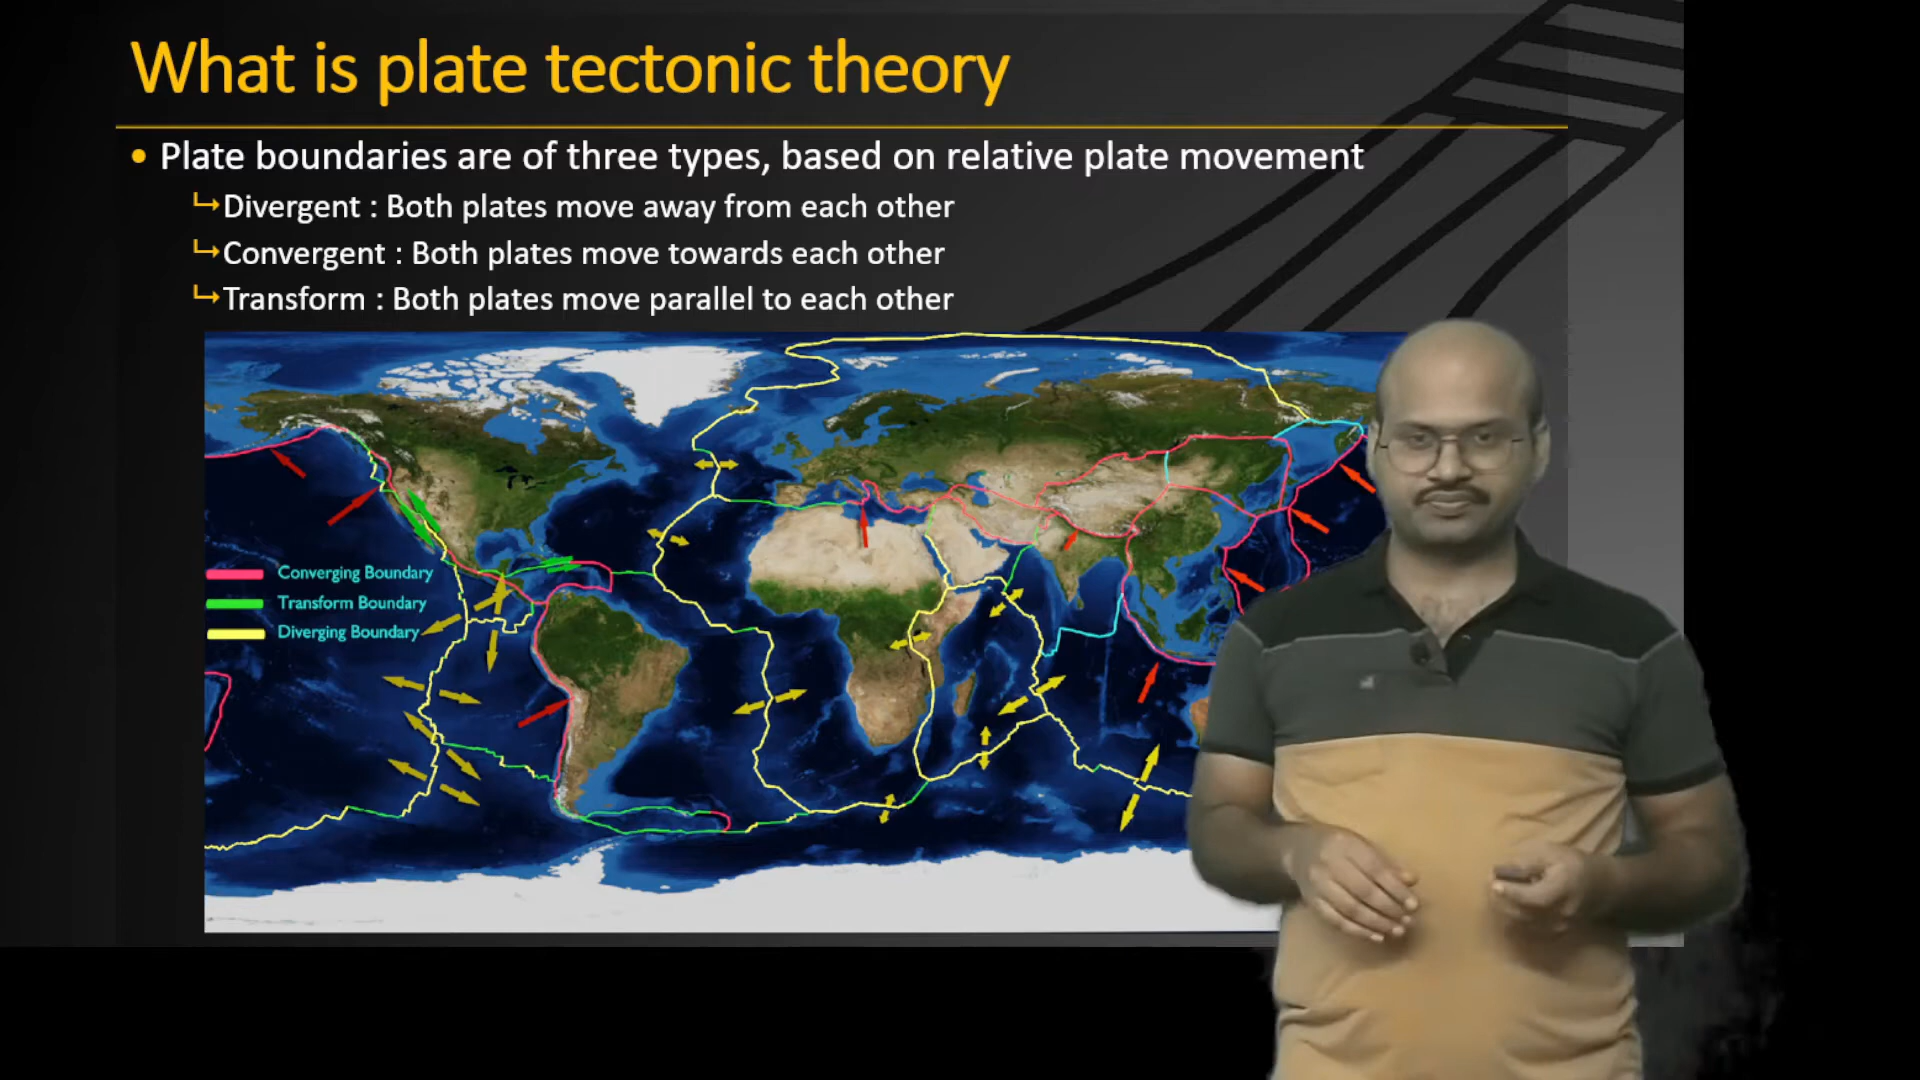 What is plate tectonic theory
• Plate boundaries are of three types, based on relative plate movement
↳Divergent : Both plates move away from each other
↳Convergent : Both plates move towards each other
↳Transform : Both plates move parallel to each other
Converging Boundary
Transform Boundary
Diverging Boundary